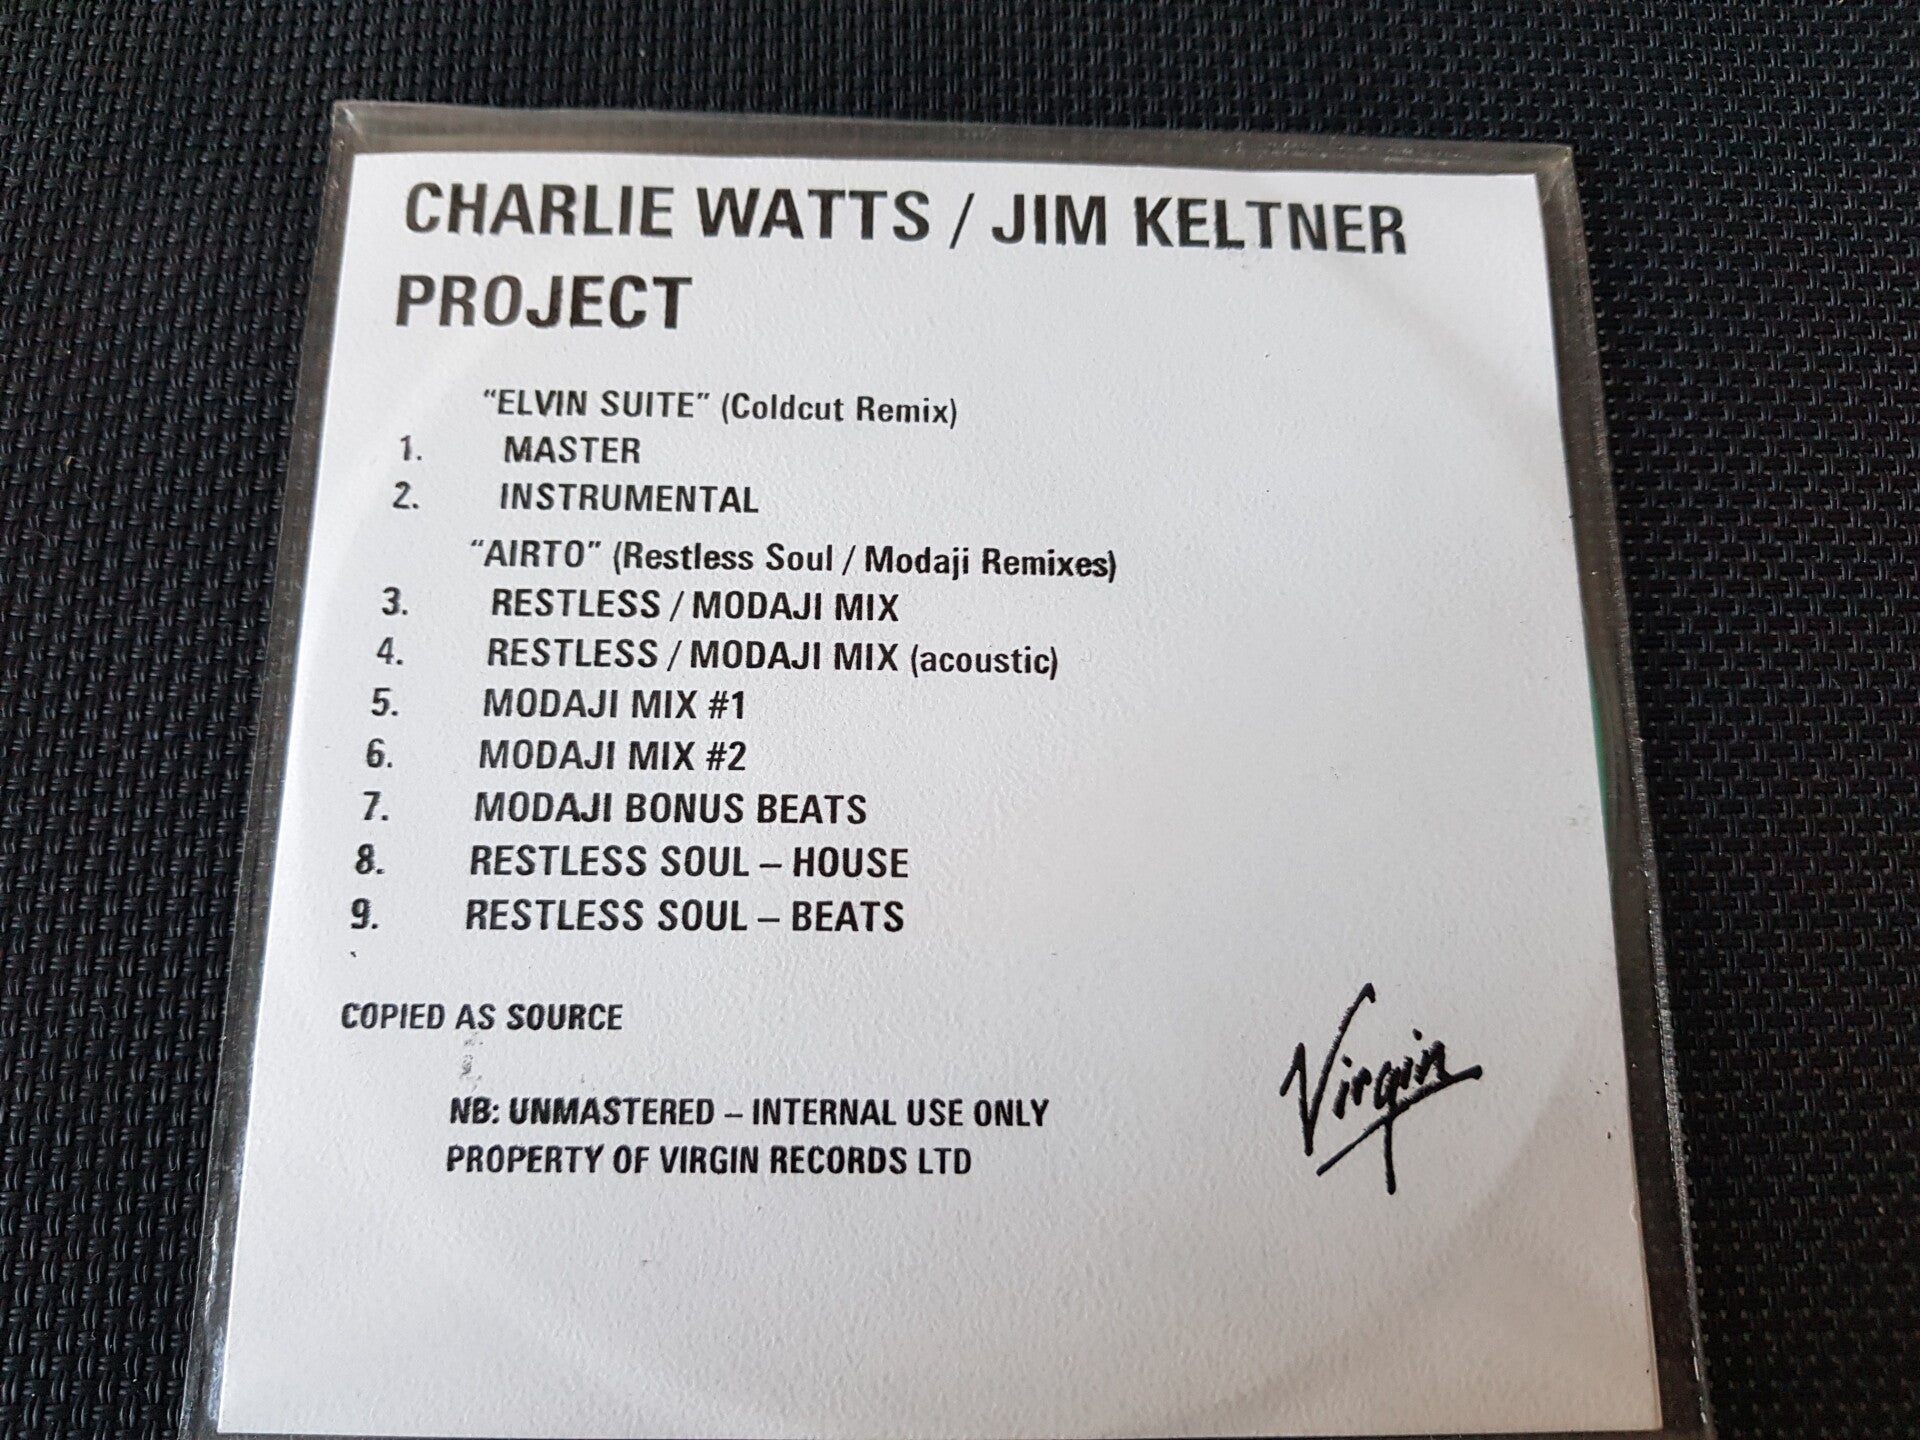 CHARLIE WATTS / JIM KELTNER
PROJECT
“ELVIN SUITE” (Coldcut Remix)
1. MASTER
2. INSTRUMENTAL
“AIRTO” (Restless Soul / Modaji Remixes)
3. RESTLESS / MODAJI MIX
4. RESTLESS / MODAJI MIX (acoustic)
5. MODAJI MIX #1
6. MODAJI MIX #2
7. MODAJI BONUS BEATS
8. RESTLESS SOUL – HOUSE
9. RESTLESS SOUL – BEATS
COPIED AS SOURCE
NB: UNMASTERED – INTERNAL USE ONLY
PROPERTY OF VIRGIN RECORDS LTD
Virgin